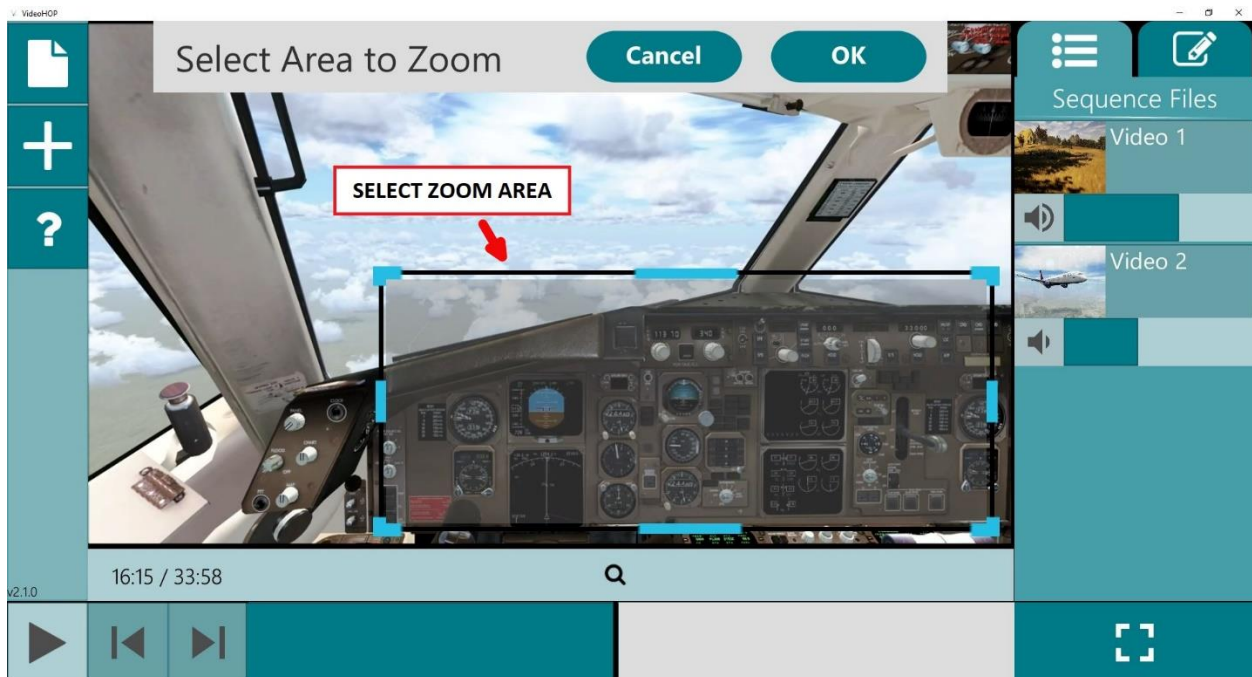 VideoHOP
Select Area to Zoom
Cancel
OK
Sequence Files
Video 1
SELECT ZOOM AREA
?
Video 2
16:15 / 33:58
v2.1.0